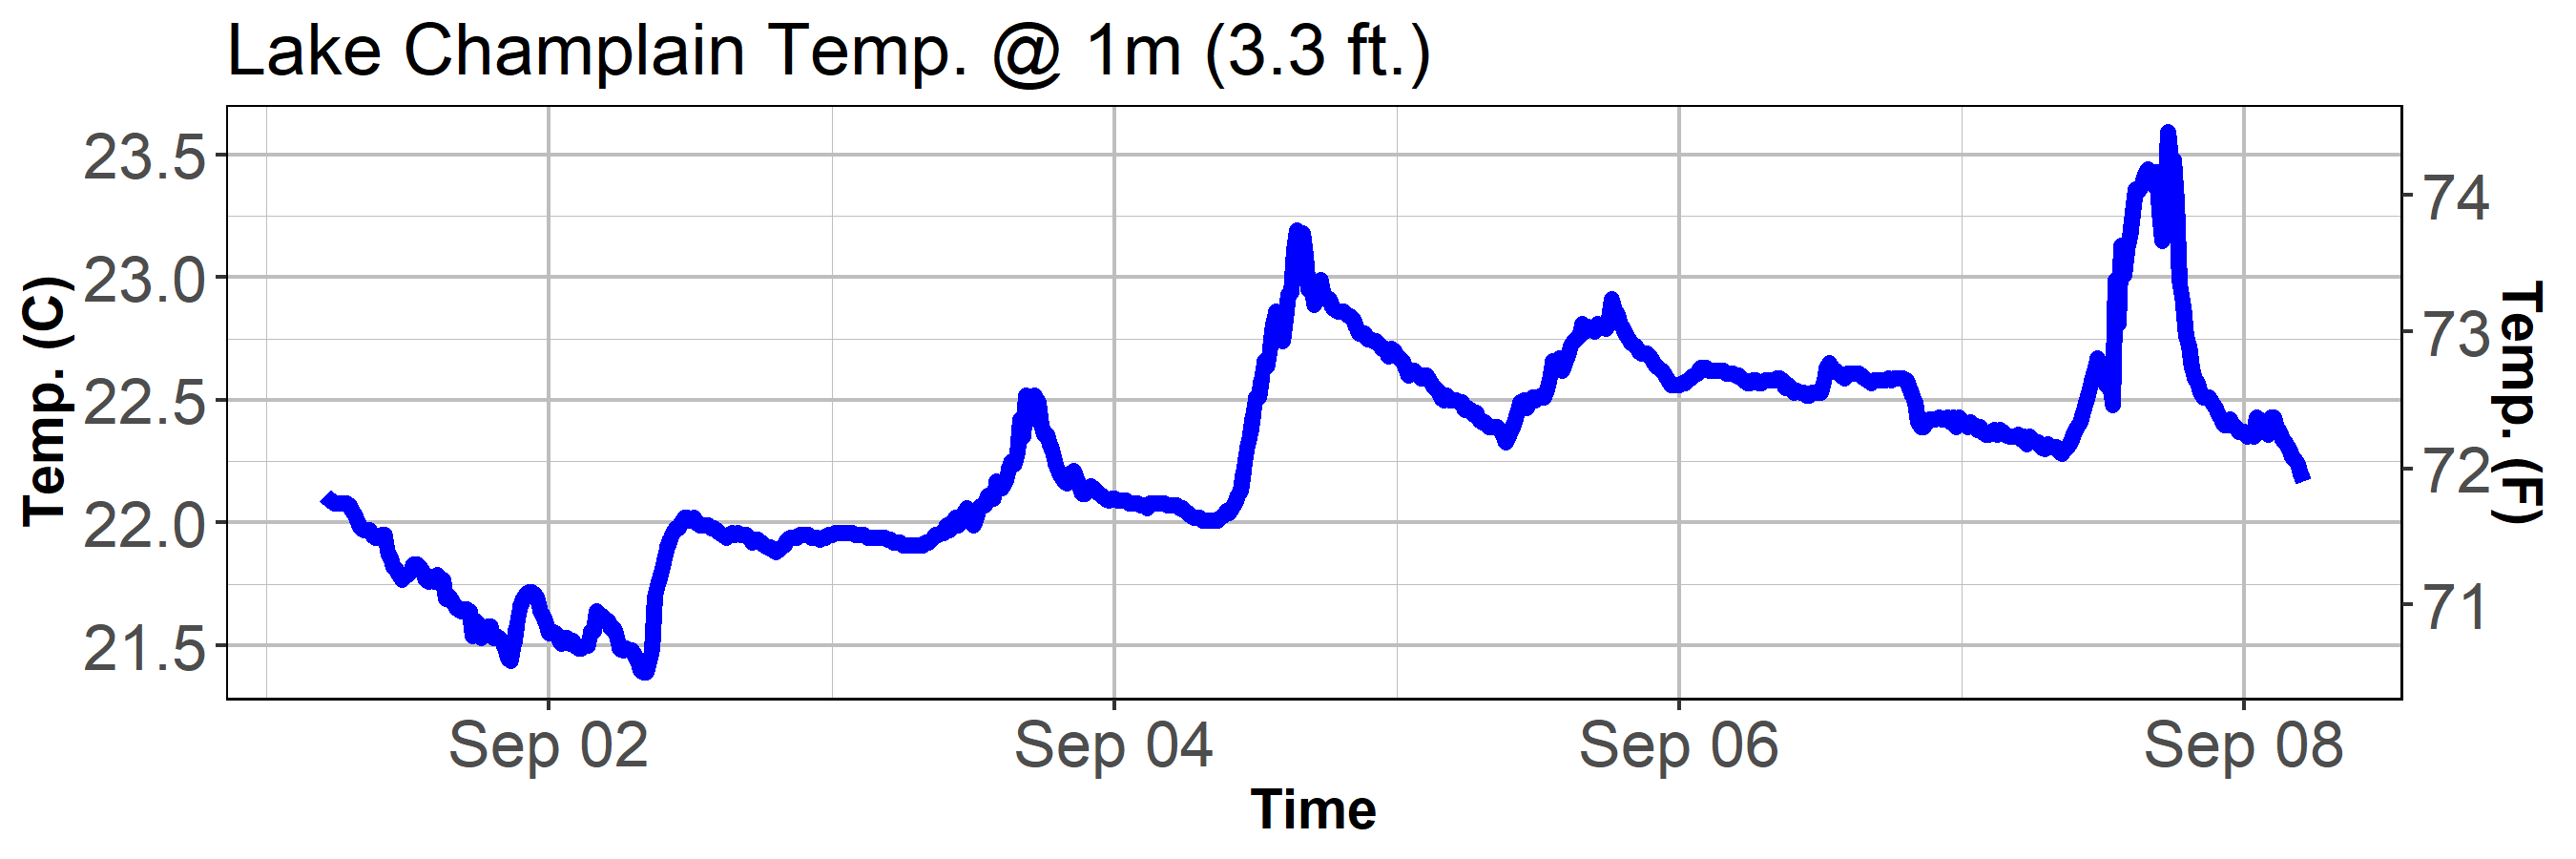 Lake Champlain Temp. @ 1m (3.3 ft.)
Temp. (C)
23.5
23.0
22.5
22.0
21.5
74
73
72
71
Temp. (F)
Sep 02
Sep 04
Sep 06
Sep 08
Time